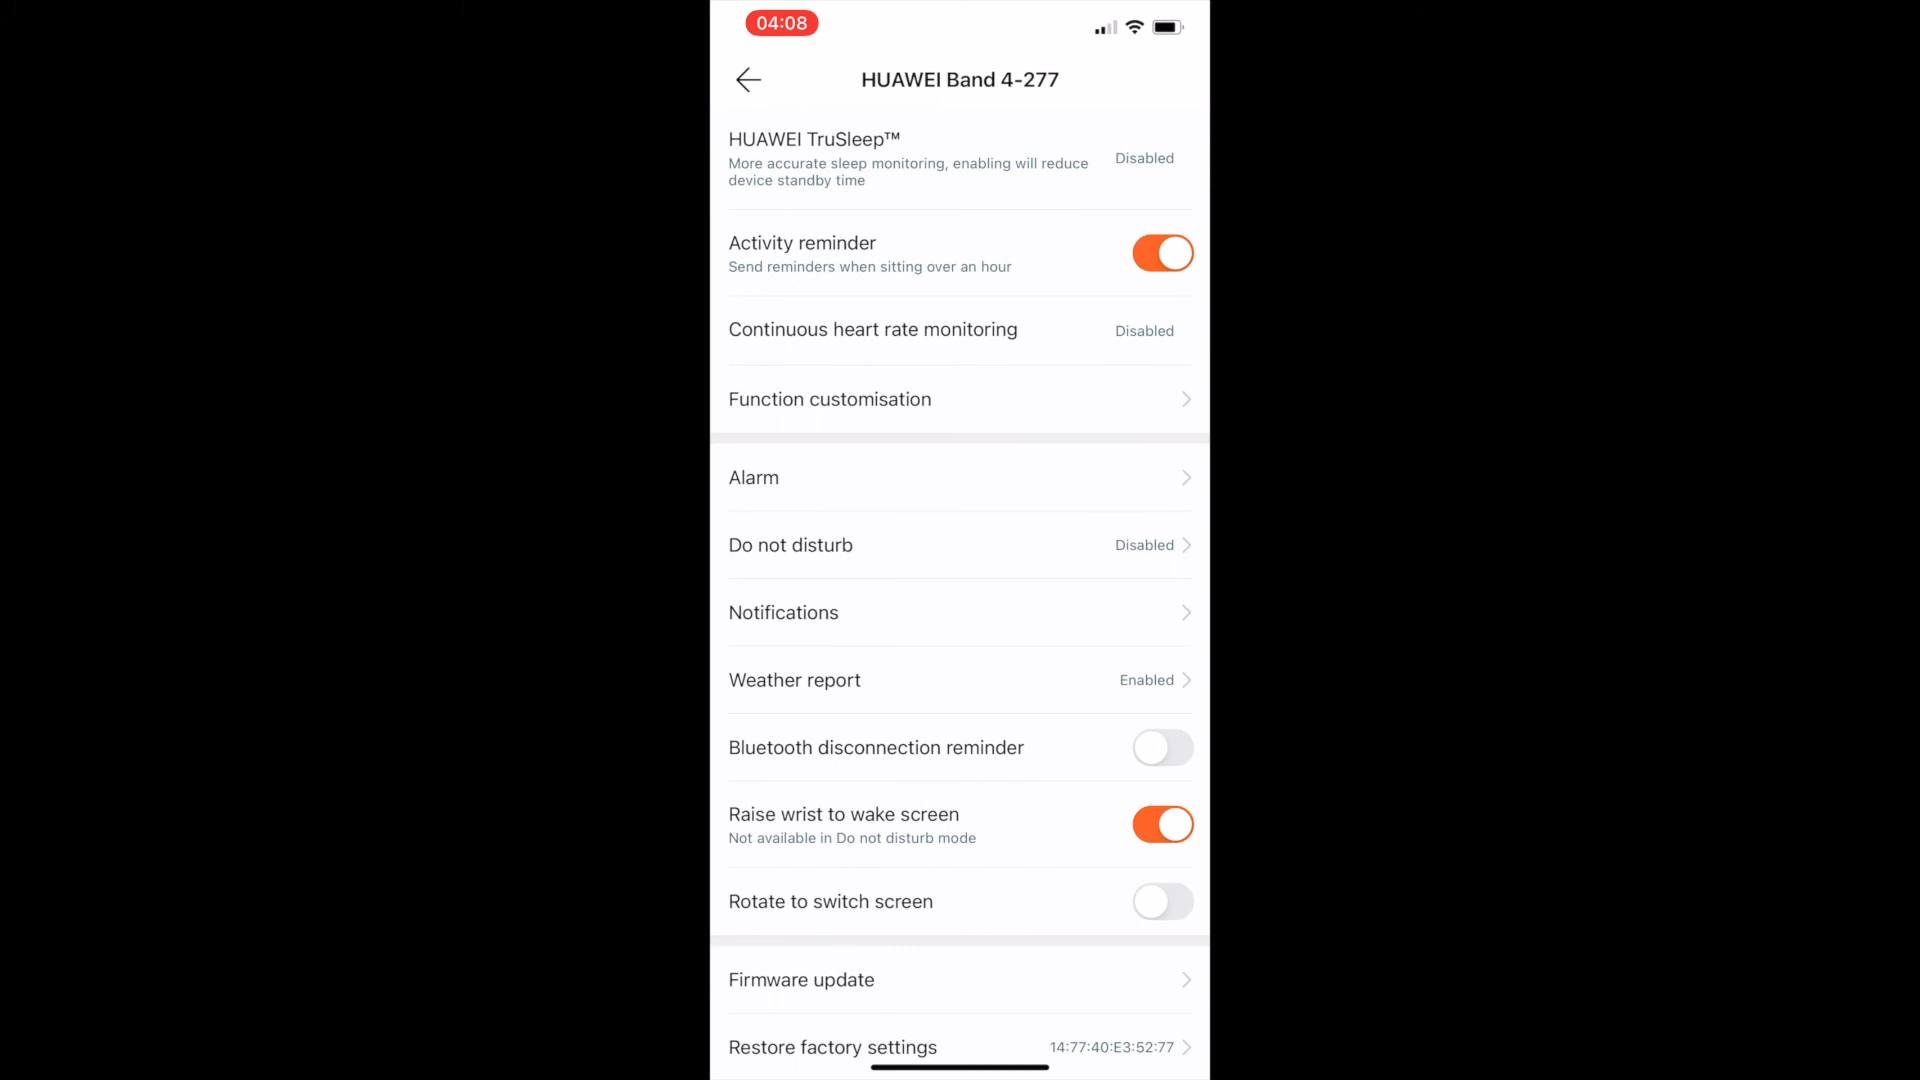 04:08
HUAWEI Band 4-277
HUAWEI TruSleep™
More accurate sleep monitoring, enabling will reduce
device standby time
Disabled
Activity reminder
Send reminders when sitting over an hour
Continuous heart rate monitoring
Disabled
Function customisation
Alarm
Do not disturb
Disabled
Notifications
Weather report
Enabled
Bluetooth disconnection reminder
Raise wrist to wake screen
Not available in Do not disturb mode
Rotate to switch screen
Firmware update
Restore factory settings
14:77:40:E3:52:77